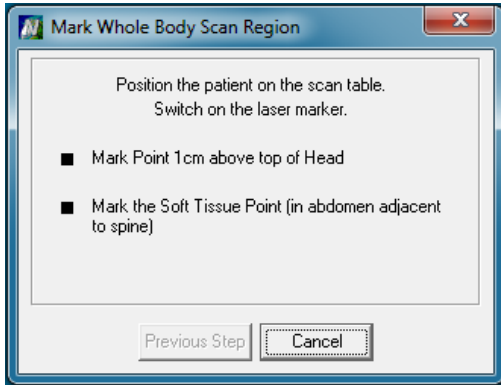 Mark Whole Body Scan Region
Position the patient on the scan table.
Switch on the laser marker.
Mark Point 1cm above top of Head
Mark the Soft Tissue Point (in abdomen adjacent
to spine)
Previous Step
Cancel